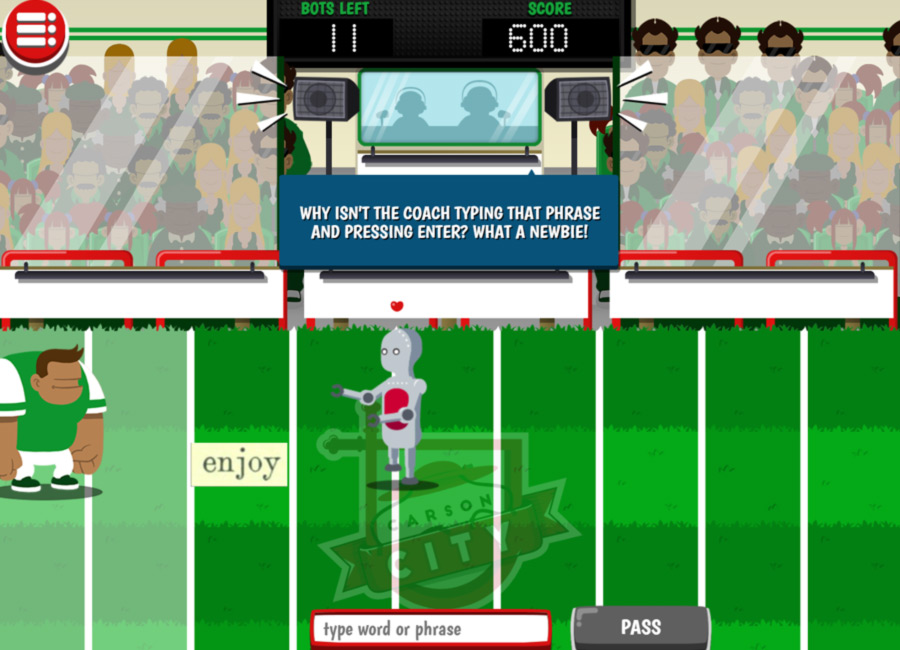 BOTS LEFT
SCORE
11
600
WHY ISN'T THE COACH TYPING THAT PHRASE
AND PRESSING ENTER? WHAT A NEWBIE!
enjoy
CARSON
CITY
type word or phrase
PASS